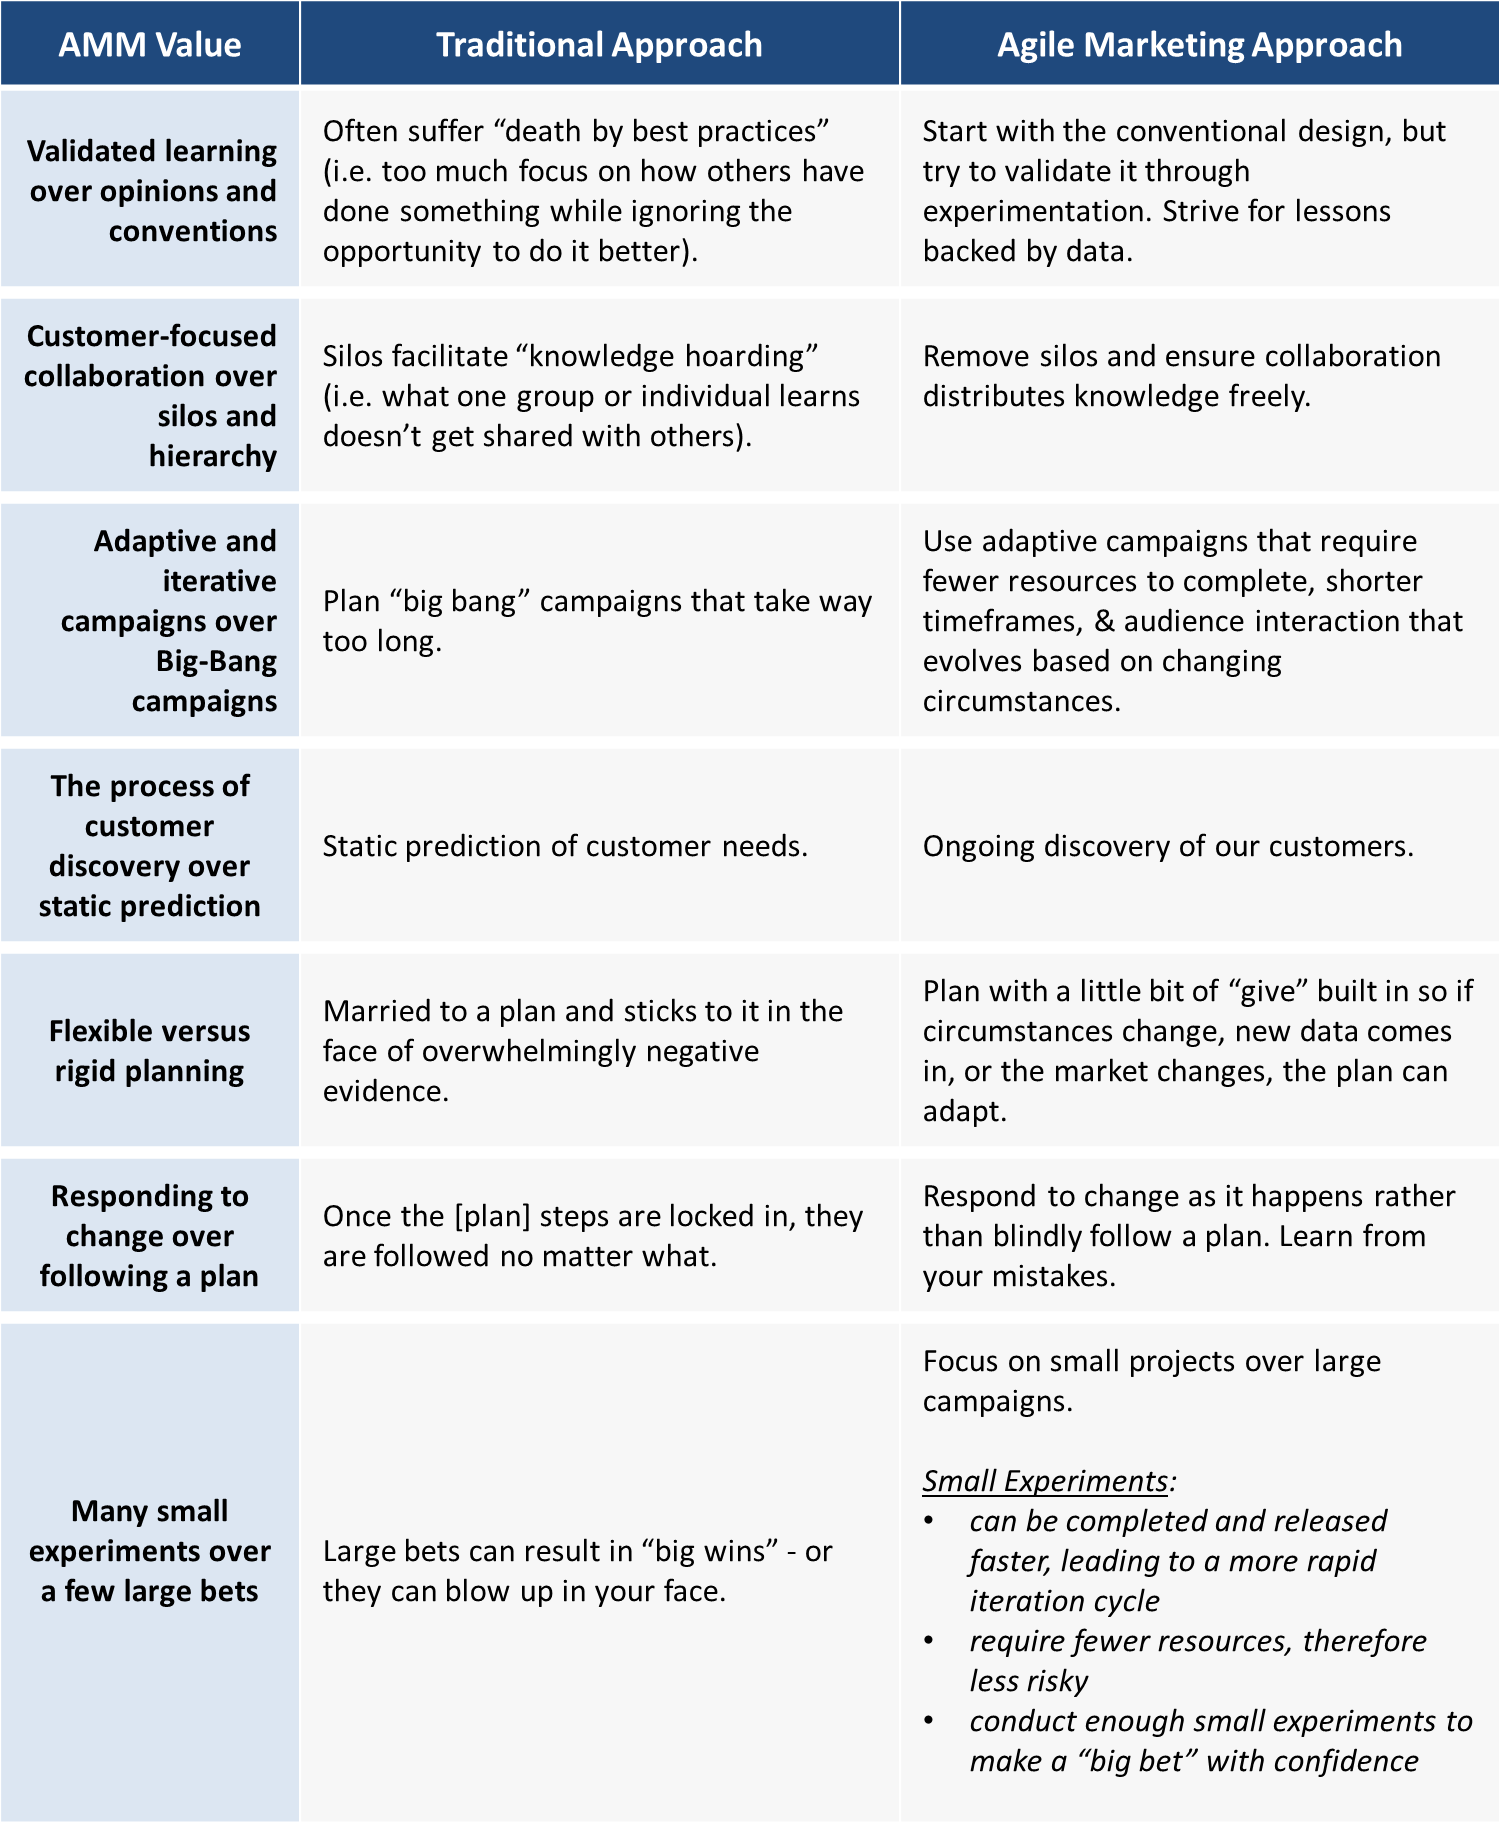 AMM Value
Traditional Approach
Agile Marketing Approach
Validated learning
over opinions and
conventions
Often suffer “death by best practices”
(i.e. too much focus on how others have
done something while ignoring the
opportunity to do it better).
Start with the conventional design, but
try to validate it through
experimentation. Strive for lessons
backed by data.
Customer-focused
collaboration over
silos and
hierarchy
Silos facilitate “knowledge hoarding”
(i.e. what one group or individual learns
doesn’t get shared with others).
Remove silos and ensure collaboration
distributes knowledge freely.
Adaptive and
iterative
campaigns over
Big-Bang
campaigns
Plan “big bang” campaigns that take way
too long.
Use adaptive campaigns that require
fewer resources to complete, shorter
timeframes, & audience interaction that
evolves based on changing
circumstances.
The process of
customer
discovery over
static prediction
Static prediction of customer needs.
Ongoing discovery of our customers.
Flexible versus
rigid planning
Married to a plan and sticks to it in the
face of overwhelmingly negative
evidence.
Plan with a little bit of “give” built in so if
circumstances change, new data comes
in, or the market changes, the plan can
adapt.
Responding to
change over
following a plan
Once the [plan] steps are locked in, they
are followed no matter what.
Respond to change as it happens rather
than blindly follow a plan. Learn from
your mistakes.
Many small
experiments over
a few large bets
Large bets can result in “big wins” - or
they can blow up in your face.
Focus on small projects over large
campaigns.
Small Experiments:
• can be completed and released
faster, leading to a more rapid
iteration cycle
• require fewer resources, therefore
less risky
• conduct enough small experiments to
make a “big bet” with confidence